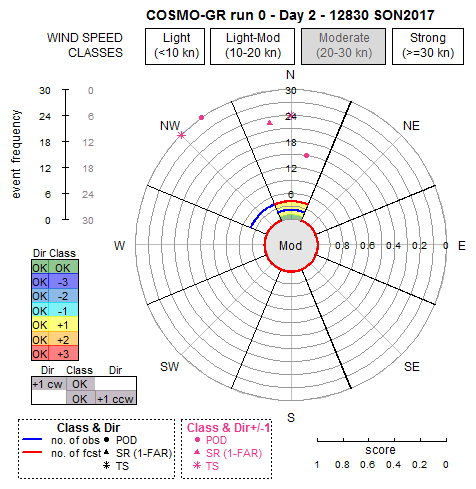 COSMO-GR run 0 - Day 2 - 12830 SON2017
WIND SPEED CLASSES
Light (<10 kn)
Light-Mod (10-20 kn)
Moderate (20-30 kn)
Strong (>=30 kn)
event frequency
30 0
24 6
18 12
12 18
6 24
0 30
N
NW
NE
W
E
SW
SE
S
30
24
18
12
6
Mod
0.8 0.6 0.4 0.2 0
Dir Class
OK OK
OK -3
OK -2
OK -1
OK +1
OK +2
OK +3
Dir Class Dir
+1 cw OK
OK +1 ccw
Class & Dir
no. of obs POD
no. of fcst SR (1-FAR)
TS
Class & Dir+/-1
POD
SR (1-FAR)
TS
score
1 0.8 0.6 0.4 0.2 0